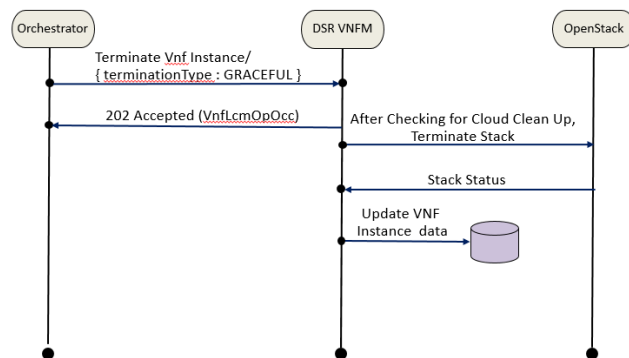 Orchestrator
DSR VNFM
OpenStack
Terminate Vnf Instance/
{ terminationType : GRACEFUL }
202 Accepted (VnfLcmOpOcc)
After Checking for Cloud Clean Up,
Terminate Stack
Stack Status
Update VNF
Instance data